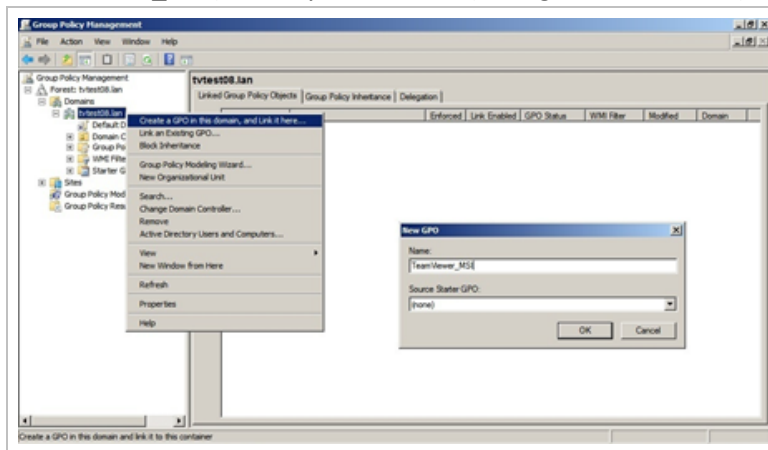 Group Policy Management
File Action View Window Help
Group Policy Management
Forest: tvtest08.lan
Domains
tvtest08.lan
Default D
Domain C
Group Po
WMI Filte
Starter G
Sites
Group Policy Mod
Group Policy Resu
tvtest08.lan
Linked Group Policy Objects Group Policy Inheritance Delegation
Enforced Link Enabled GPO Status WMI Filter Modified Domain
Create a GPO in this domain, and Link it here...
Link an Existing GPO...
Block Inheritance
Group Policy Modeling Wizard...
New Organizational Unit
Search...
Change Domain Controller...
Remove
Active Directory Users and Computers...
View
New Window from Here
Refresh
Properties
Help
New GPO
Name:
TeamViewer_MSI
Source Starter GPO:
(none)
OK Cancel
Create a GPO in this domain and link it to this container